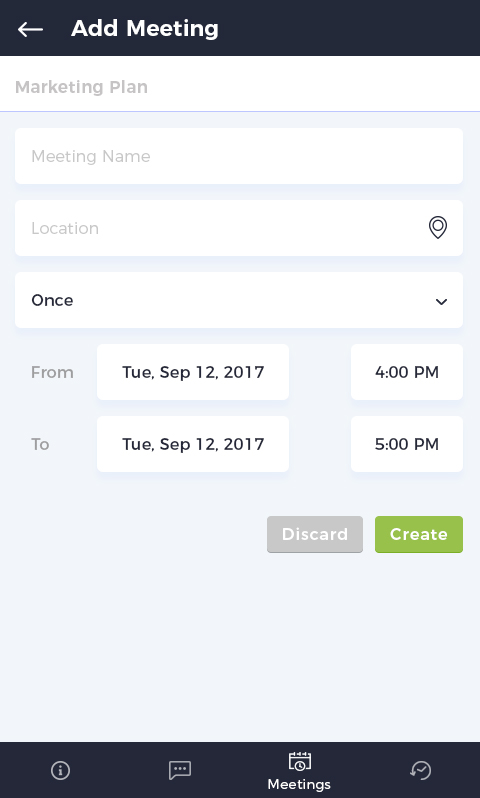 Add Meeting
Marketing Plan
Meeting Name
Location
Once
From Tue, Sep 12, 2017 4:00 PM
To Tue, Sep 12, 2017 5:00 PM
Discard Create
Meetings